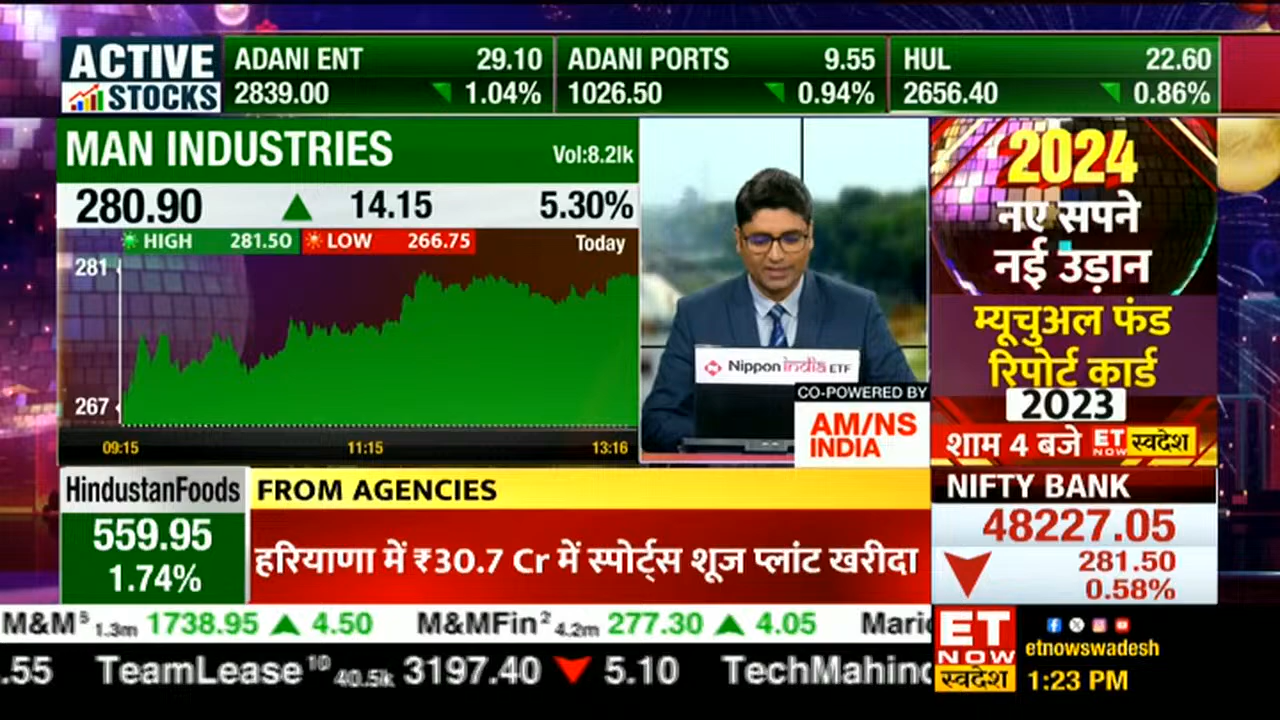 ACTIVE
STOCKS
ADANI ENT 29.10
2839.00 1.04%
ADANI PORTS 9.55
1026.50 0.94%
HUL 22.60
2656.40 0.86%
MAN INDUSTRIES Vol:8.2lk
280.90 14.15 5.30%
HIGH 281.50 LOW 266.75 Today
281
267
09:15 11:15 13:16
Nippon india ETF
CO-POWERED BY
AM/NS
INDIA
2024
नए सपने
नई उड़ान
म्यूचुअल फंड
रिपोर्ट कार्ड
2023
शाम 4 बजे ET NOW स्वदेश
HindustanFoods
559.95
1.74%
FROM AGENCIES
हरियाणा में ₹30.7 Cr में स्पोर्ट्स शूज प्लांट खरीदा
NIFTY BANK
48227.05
281.50
0.58%
M&M 5 1.3m 1738.95 4.50 M&MFin 2 4.2m 277.30 4.05 Maric
.55 TeamLease 10 40.5k 3197.40 5.10 TechMahind
ET
NOW
स्वदेश
etnowswadesh
1:23 PM